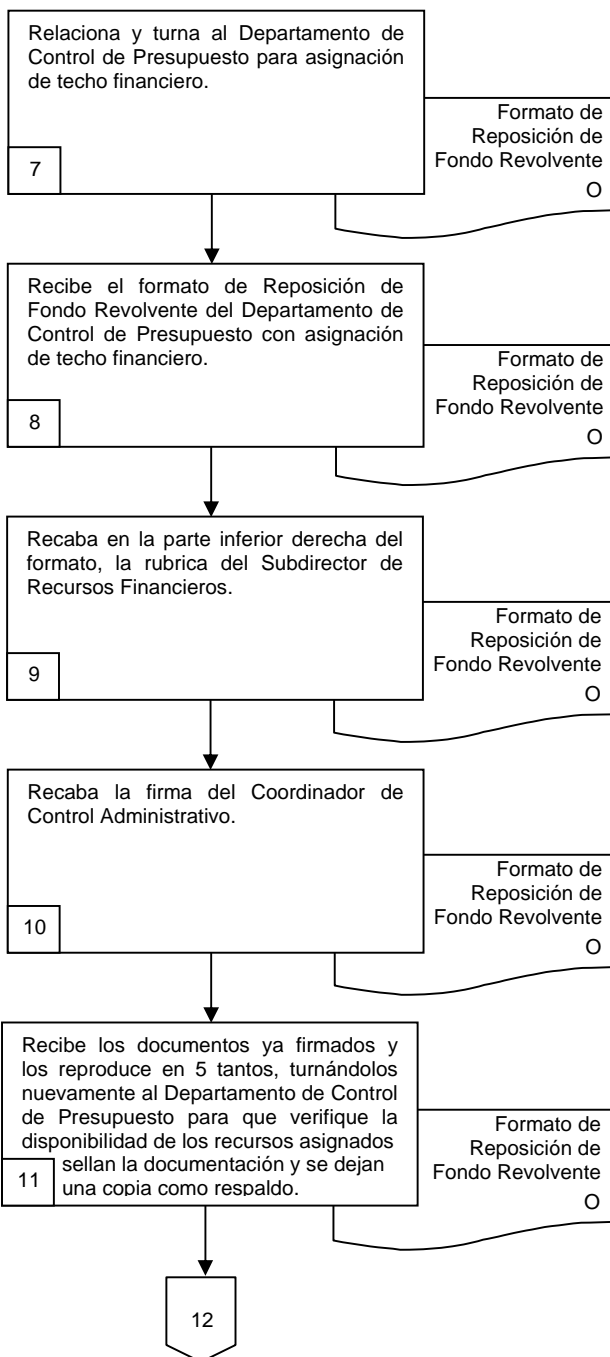 Relaciona y turna al Departamento de
Control de Presupuesto para asignación
de techo financiero.
7
Formato de
Reposición de
Fondo Revolvente
O
Recibe el formato de Reposición de
Fondo Revolvente del Departamento de
Control de Presupuesto con asignación
de techo financiero.
8
Formato de
Reposición de
Fondo Revolvente
O
Recaba en la parte inferior derecha del
formato, la rubrica del Subdirector de
Recursos Financieros.
9
Formato de
Reposición de
Fondo Revolvente
O
Recaba la firma del Coordinador de
Control Administrativo.
10
Formato de
Reposición de
Fondo Revolvente
O
Recibe los documentos ya firmados y
los reproduce en 5 tantos, turnándolos
nuevamente al Departamento de Control
de Presupuesto para que verifique la
disponibilidad de los recursos asignados
sellan la documentación y se dejan
una copia como respaldo.
11
Formato de
Reposición de
Fondo Revolvente
O
12